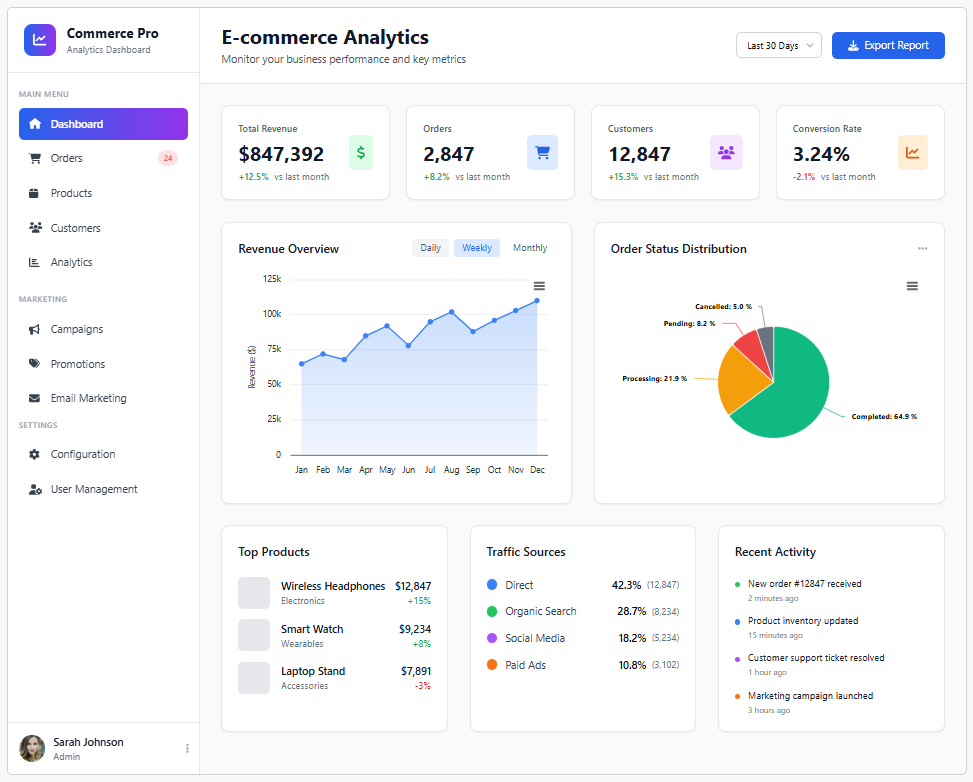 Commerce Pro
Analytics Dashboard
MAIN MENU
Dashboard
Orders 24
Products
Customers
Analytics
MARKETING
Campaigns
Promotions
Email Marketing
SETTINGS
Configuration
User Management
Sarah Johnson
Admin
E-commerce Analytics
Monitor your business performance and key metrics
Last 30 Days
Export Report
Total Revenue
$847,392
+12.5% vs last month
$
Orders
2,847
+8.2% vs last month
Customers
12,847
+15.3% vs last month
Conversion Rate
3.24%
-2.1% vs last month
Revenue Overview
Daily Weekly Monthly
125k
100k
75k
50k
25k
0
Revenue ($)
Jan Feb Mar Apr May Jun Jul Aug Sep Oct Nov Dec
Order Status Distribution
Cancelled: 5.0 %
Pending: 8.2 %
Processing: 21.9 %
Completed: 64.9 %
Top Products
Wireless Headphones $12,847
Electronics +15%
Smart Watch $9,234
Wearables +8%
Laptop Stand $7,891
Accessories -3%
Traffic Sources
Direct 42.3% (12,847)
Organic Search 28.7% (8,234)
Social Media 18.2% (5,234)
Paid Ads 10.8% (3,102)
Recent Activity
New order #12847 received
2 minutes ago
Product inventory updated
15 minutes ago
Customer support ticket resolved
1 hour ago
Marketing campaign launched
3 hours ago